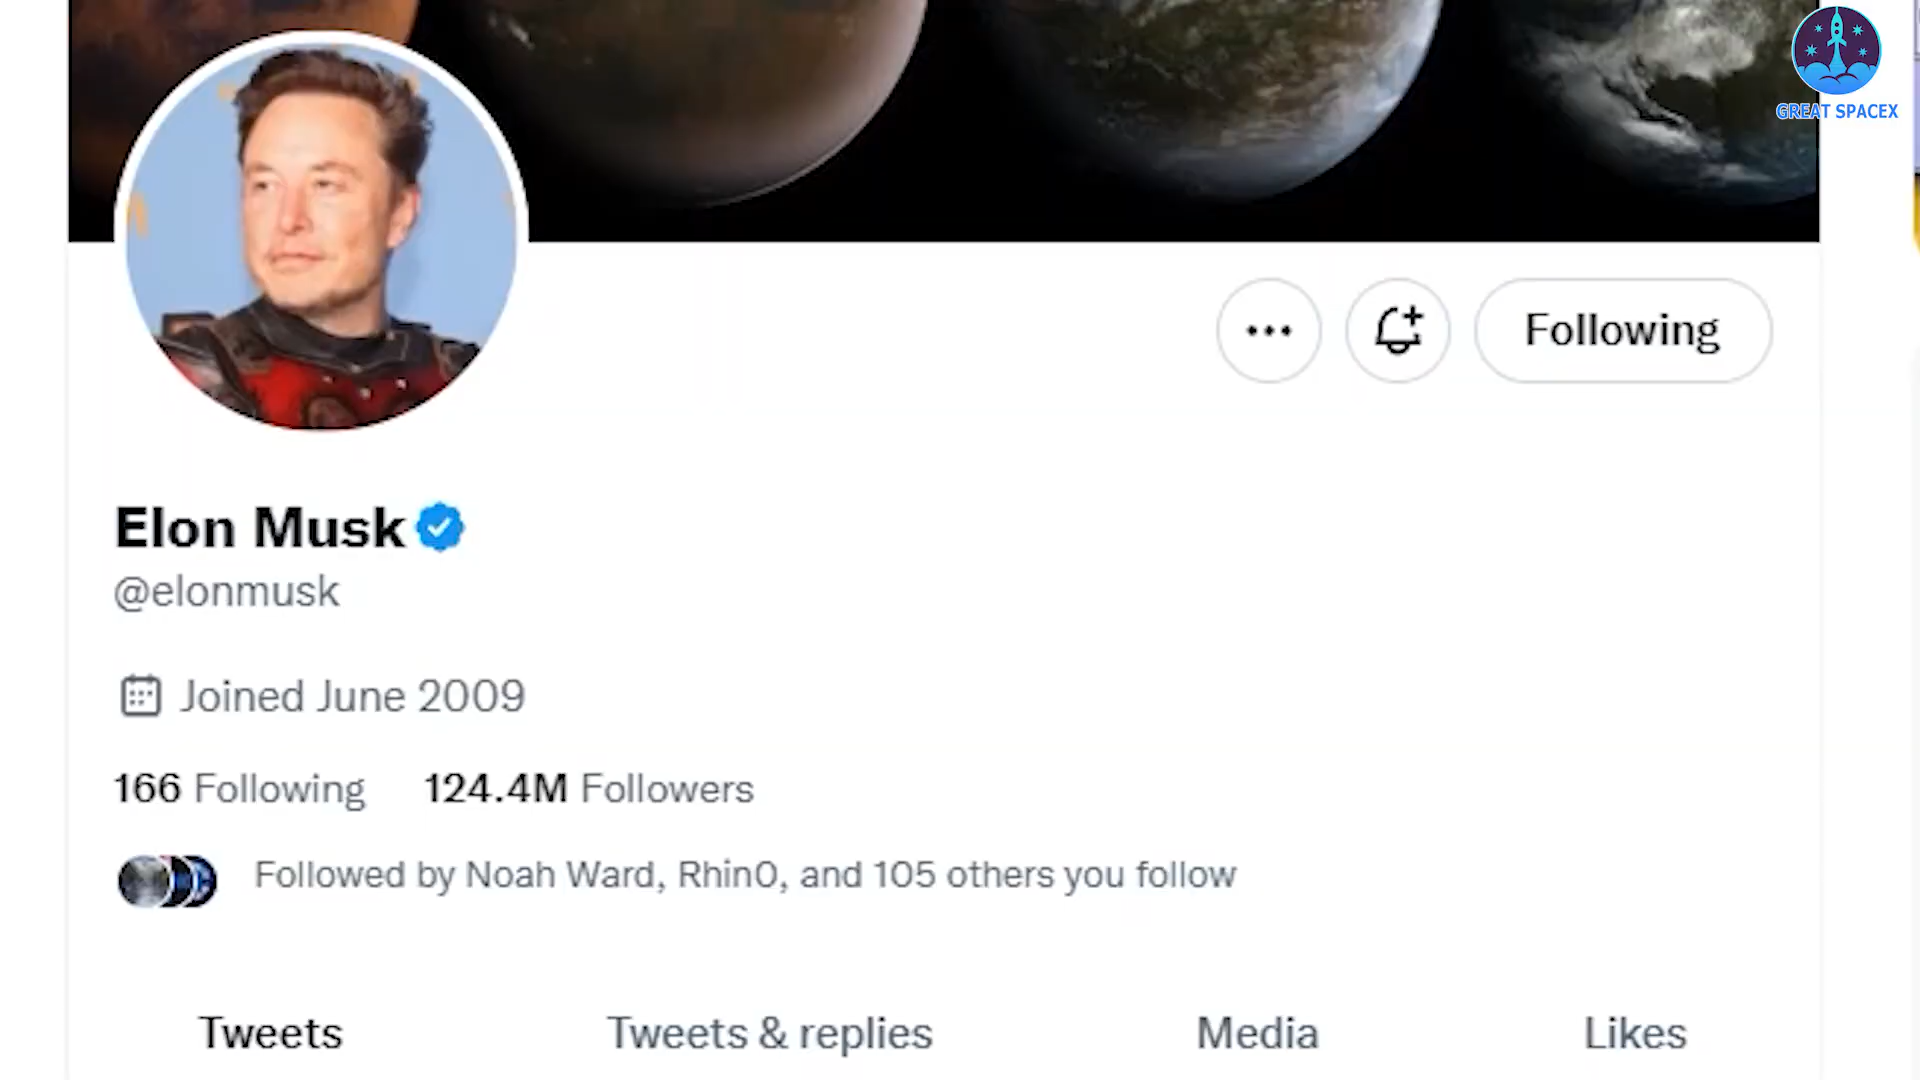 GREAT SPACEX
Following
Elon Musk
@elonmusk
Joined June 2009
166 Following 124.4M Followers
Followed by Noah Ward, Rhin0, and 105 others you follow
Tweets Tweets & replies Media Likes